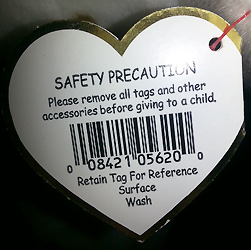 SAFETY PRECAUTION
Please remove all tags and other
accessories before giving to a child.
0 08421 05620 0
Retain Tag For Reference
Surface
Wash